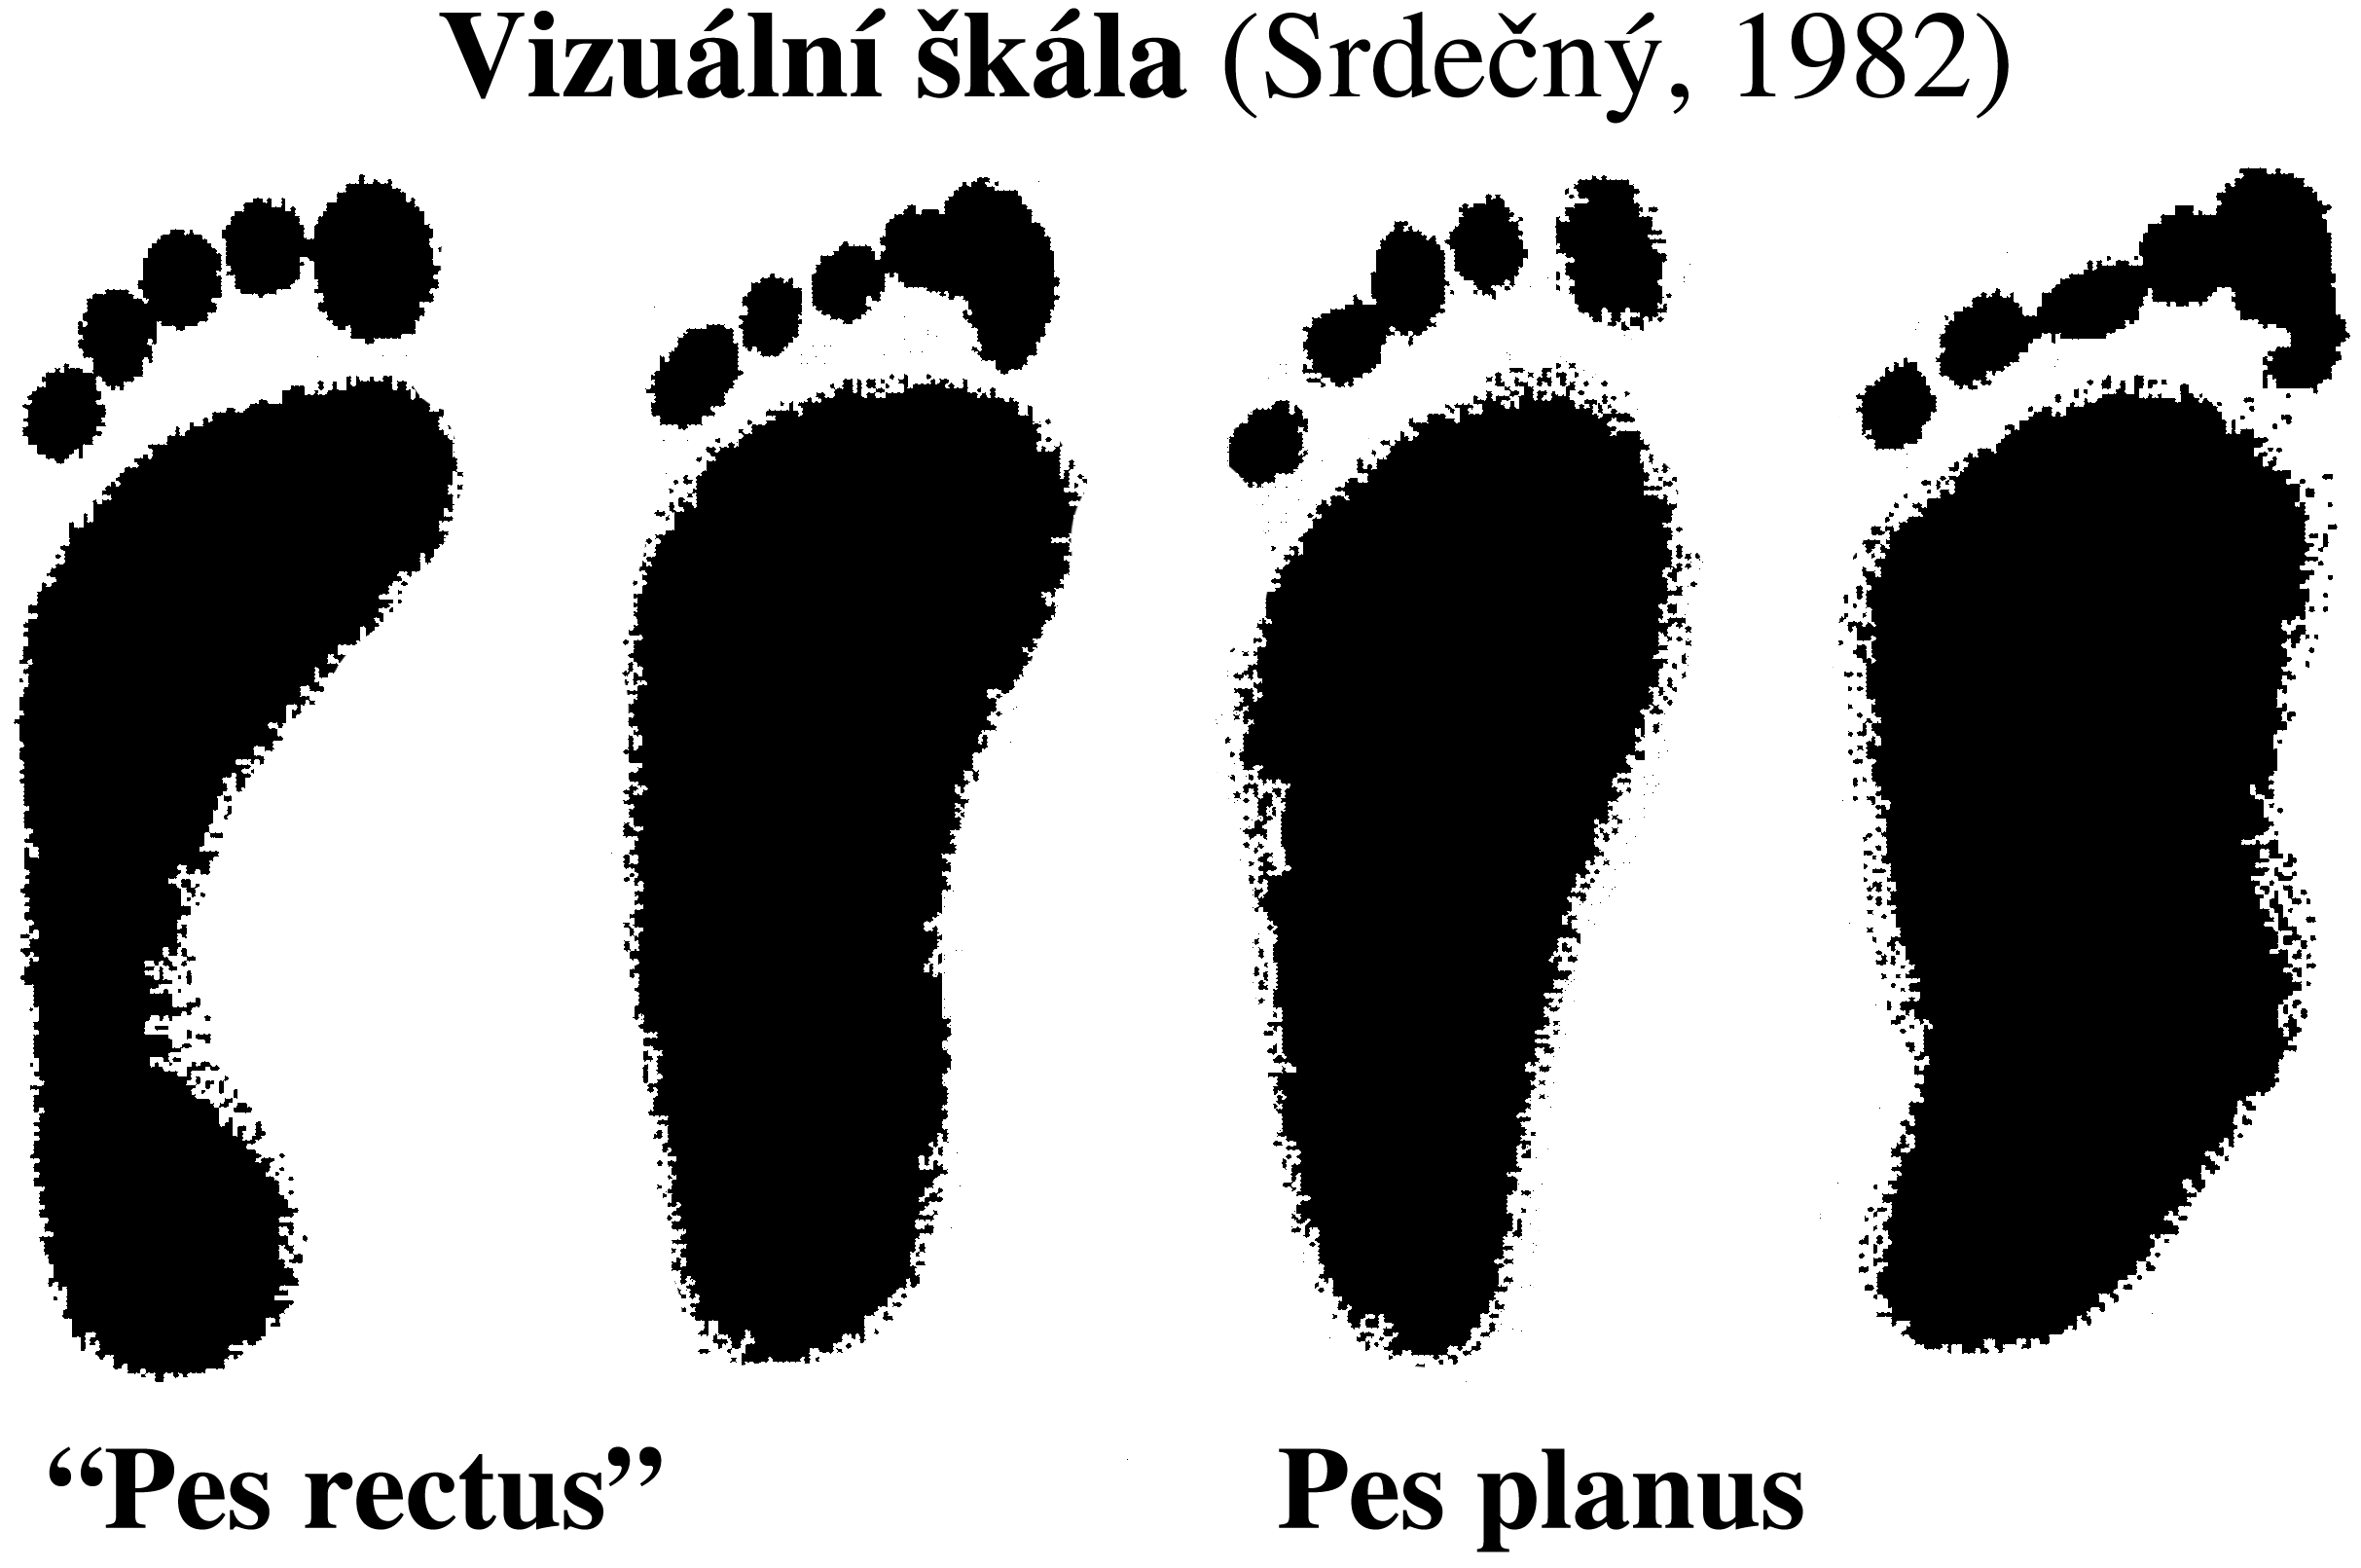 Vizuální škála (Srdečný, 1982)
“Pes rectus” Pes planus